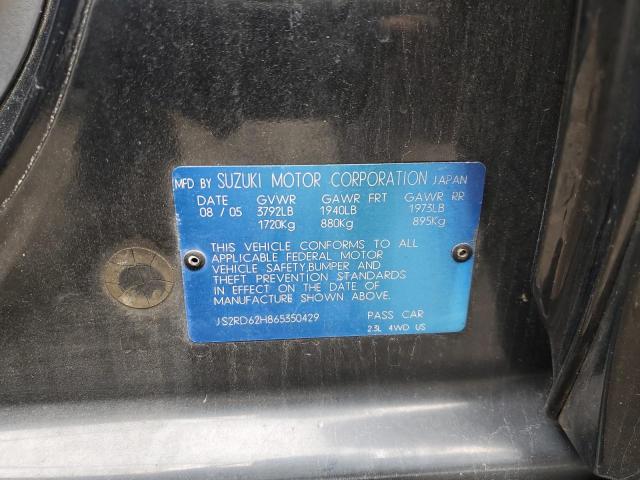 MFD BY SUZUKI MOTOR CORPORATION JAPAN
DATE GVWR GAWR FRT GAWR RR
08 / 05 3792LB 1940LB 1973LB
1720Kg 880Kg 895Kg
THIS VEHICLE CONFORMS TO ALL
APPLICABLE FEDERAL MOTOR
VEHICLE SAFETY,BUMPER AND
THEFT PREVENTION STANDARDS
IN EFFECT ON THE DATE OF
MANUFACTURE SHOWN ABOVE.
JS2RD62H865350429 PASS CAR
2.3L 4WD US